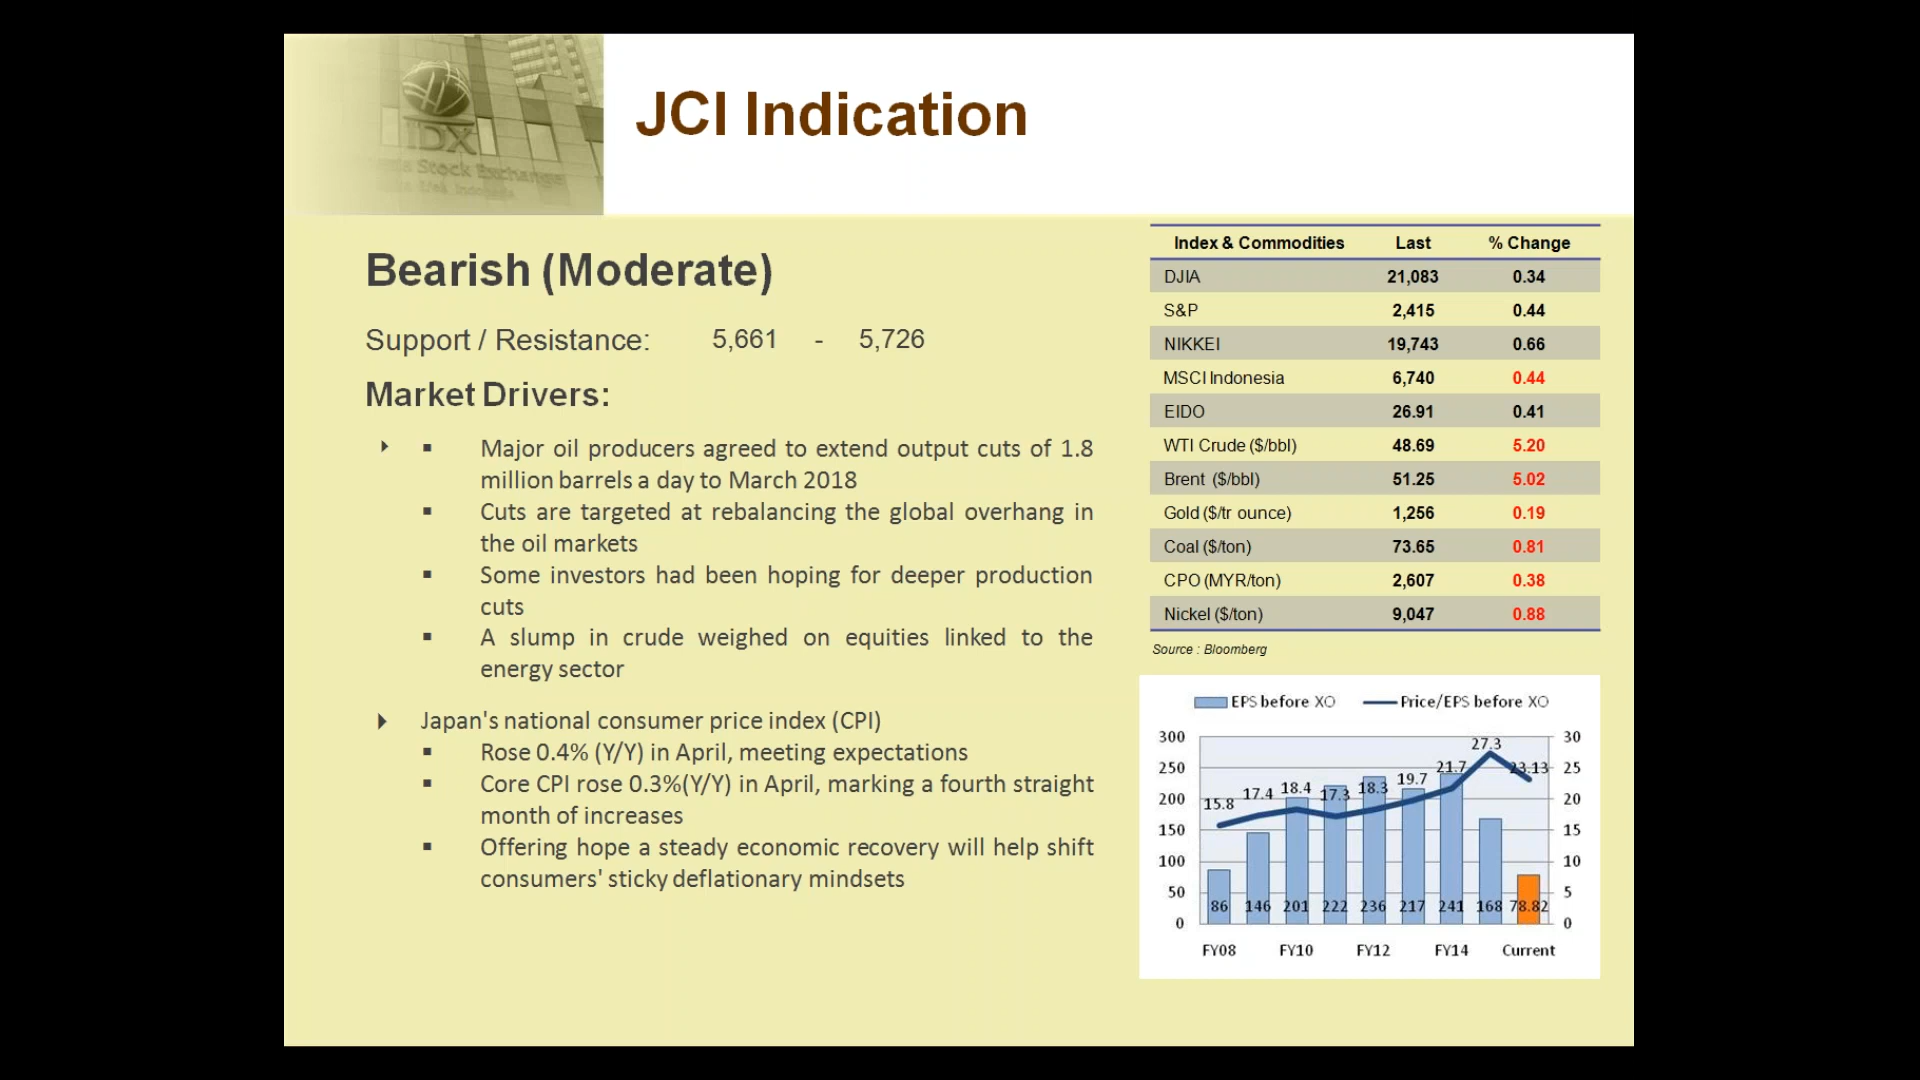 IDX
Stock Exchange
JCI Indication
Bearish (Moderate)
Support / Resistance: 5,661 - 5,726
Market Drivers:
Major oil producers agreed to extend output cuts of 1.8
million barrels a day to March 2018
Cuts are targeted at rebalancing the global overhang in
the oil markets
Some investors had been hoping for deeper production
cuts
A slump in crude weighed on equities linked to the
energy sector
Japan's national consumer price index (CPI)
Rose 0.4% (Y/Y) in April, meeting expectations
Core CPI rose 0.3%(Y/Y) in April, marking a fourth straight
month of increases
Offering hope a steady economic recovery will help shift
consumers' sticky deflationary mindsets
Index & Commodities Last % Change
DJIA 21,083 0.34
S&P 2,415 0.44
NIKKEI 19,743 0.66
MSCI Indonesia 6,740 0.44
EIDO 26.91 0.41
WTI Crude ($/bbl) 48.69 5.20
Brent ($/bbl) 51.25 5.02
Gold ($/tr ounce) 1,256 0.19
Coal ($/ton) 73.65 0.81
CPO (MYR/ton) 2,607 0.38
Nickel ($/ton) 9,047 0.88
Source : Bloomberg
EPS before XO Price/EPS before XO
300 30
250 25
200 20
150 15
100 10
50 5
0 0
15.8 17.4 18.4 17.3 18.3 19.7 21.7 27.3 23.13
86 146 201 222 236 217 241 168 78.82
FY08 FY10 FY12 FY14 Current